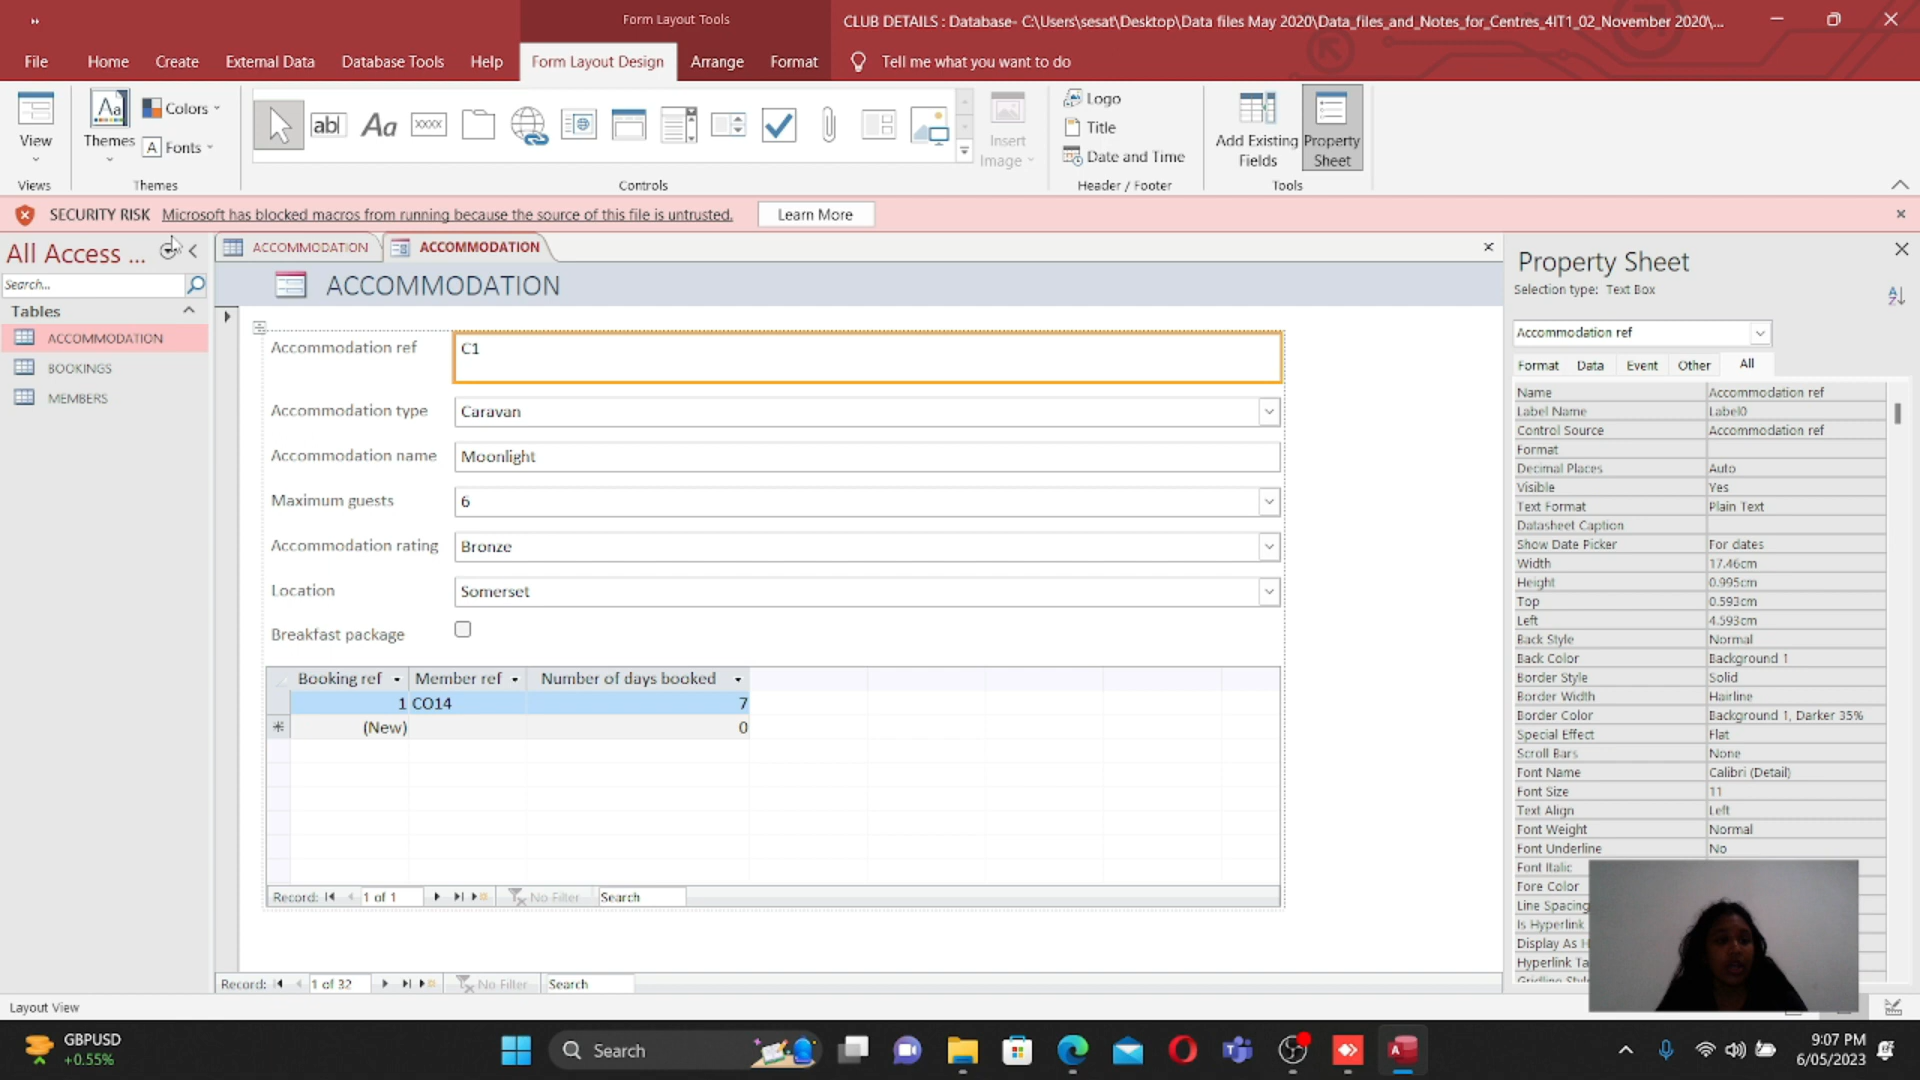 Form Layout Tools
CLUB DETAILS : Database- C:\Users\sesat\Desktop\Data files May 2020\Data_files_and_Notes_for_Centres_4IT1_02_November 2020\...
File Home Create External Data Database Tools Help Form Layout Design Arrange Format Tell me what you want to do
View
Views
Themes
Colors
Fonts
Themes
Controls
Insert Image
Logo
Title
Date and Time
Header / Footer
Add Existing Fields
Property Sheet
Tools
SECURITY RISK Microsoft has blocked macros from running because the source of this file is untrusted. Learn More
All Access ...
Search...
Tables
ACCOMMODATION
BOOKINGS
MEMBERS
ACCOMMODATION ACCOMMODATION
ACCOMMODATION
Accommodation ref C1
Accommodation type Caravan
Accommodation name Moonlight
Maximum guests 6
Accommodation rating Bronze
Location Somerset
Breakfast package
Booking ref Member ref Number of days booked
1 CO14 7
(New) 0
Record: 1 of 1 No Filter Search
Record: 1 of 32 No Filter Search
Property Sheet
Selection type: Text Box
Accommodation ref
Format Data Event Other All
Name Accommodation ref
Label Name Label0
Control Source Accommodation ref
Format
Decimal Places Auto
Visible Yes
Text Format Plain Text
Datasheet Caption
Show Date Picker For dates
Width 17.46cm
Height 0.995cm
Top 0.593cm
Left 4.593cm
Back Style Normal
Back Color Background 1
Border Style Solid
Border Width Hairline
Border Color Background 1, Darker 35%
Special Effect Flat
Scroll Bars None
Font Name Calibri (Detail)
Font Size 11
Text Align Left
Font Weight Normal
Font Underline No
Font Italic
Fore Color
Line Spacing
Is Hyperlink
Display As H
Hyperlink Ta
Layout View
GBPUSD
+0.55%
Search
9:07 PM
6/05/2023